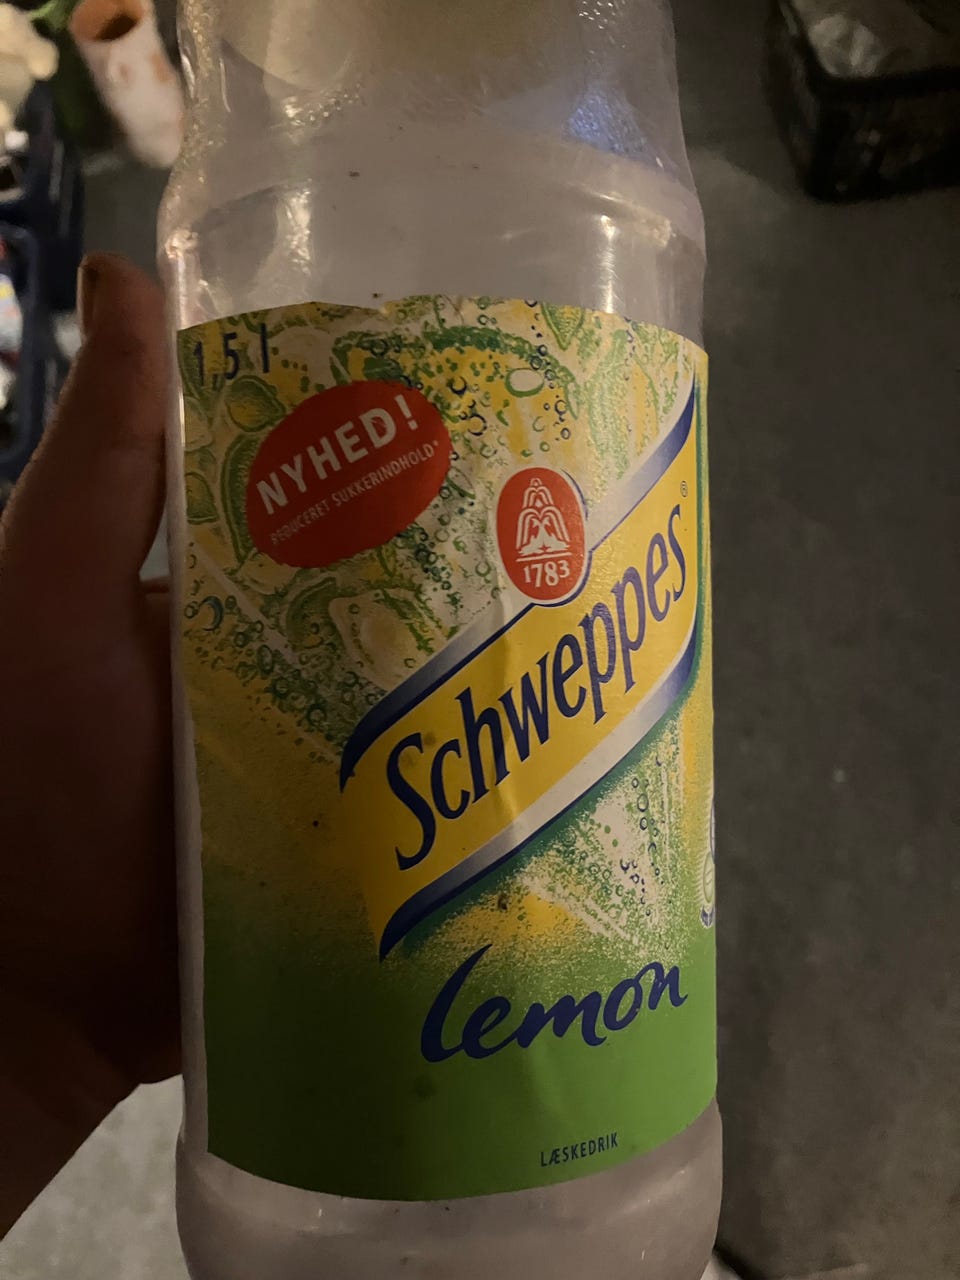 1,5 l
NYHED!
REDUCERET SUKKERINDHOLD*
1783
Schweppes®
lemon
LÆSKEDRIK